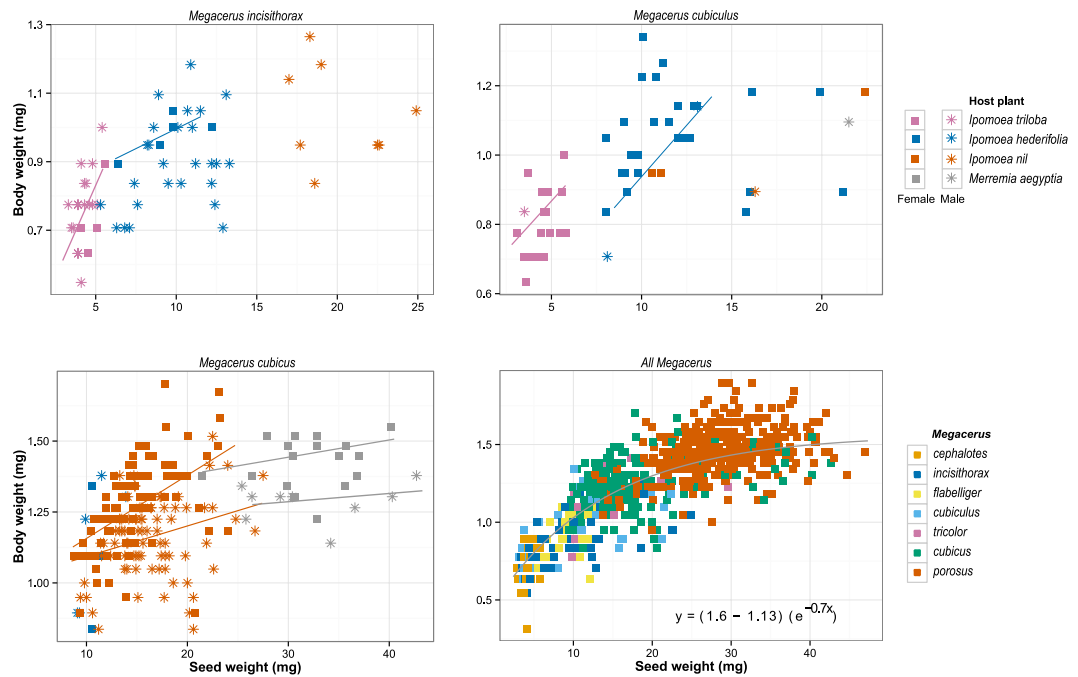 Megacerus incisithorax
Megacerus cubiculus
1.3
1.1
0.9
0.7
Body weight (mg)
5
10
15
20
25
1.2
1.0
0.8
0.6
5
10
15
20
Host plant
Ipomoea triloba
Ipomoea hederifolia
Ipomoea nil
Merremia aegyptia
Female Male
Megacerus cubicus
All Megacerus
1.50
1.25
1.00
Body weight (mg)
10
20
30
40
Seed weight (mg)
1.5
1.0
0.5
y = (1.6 − 1.13) (e−0.7x)
10
20
30
40
Seed weight (mg)
Megacerus
cephalotes
incisithorax
flabelliger
cubiculus
tricolor
cubicus
porosus